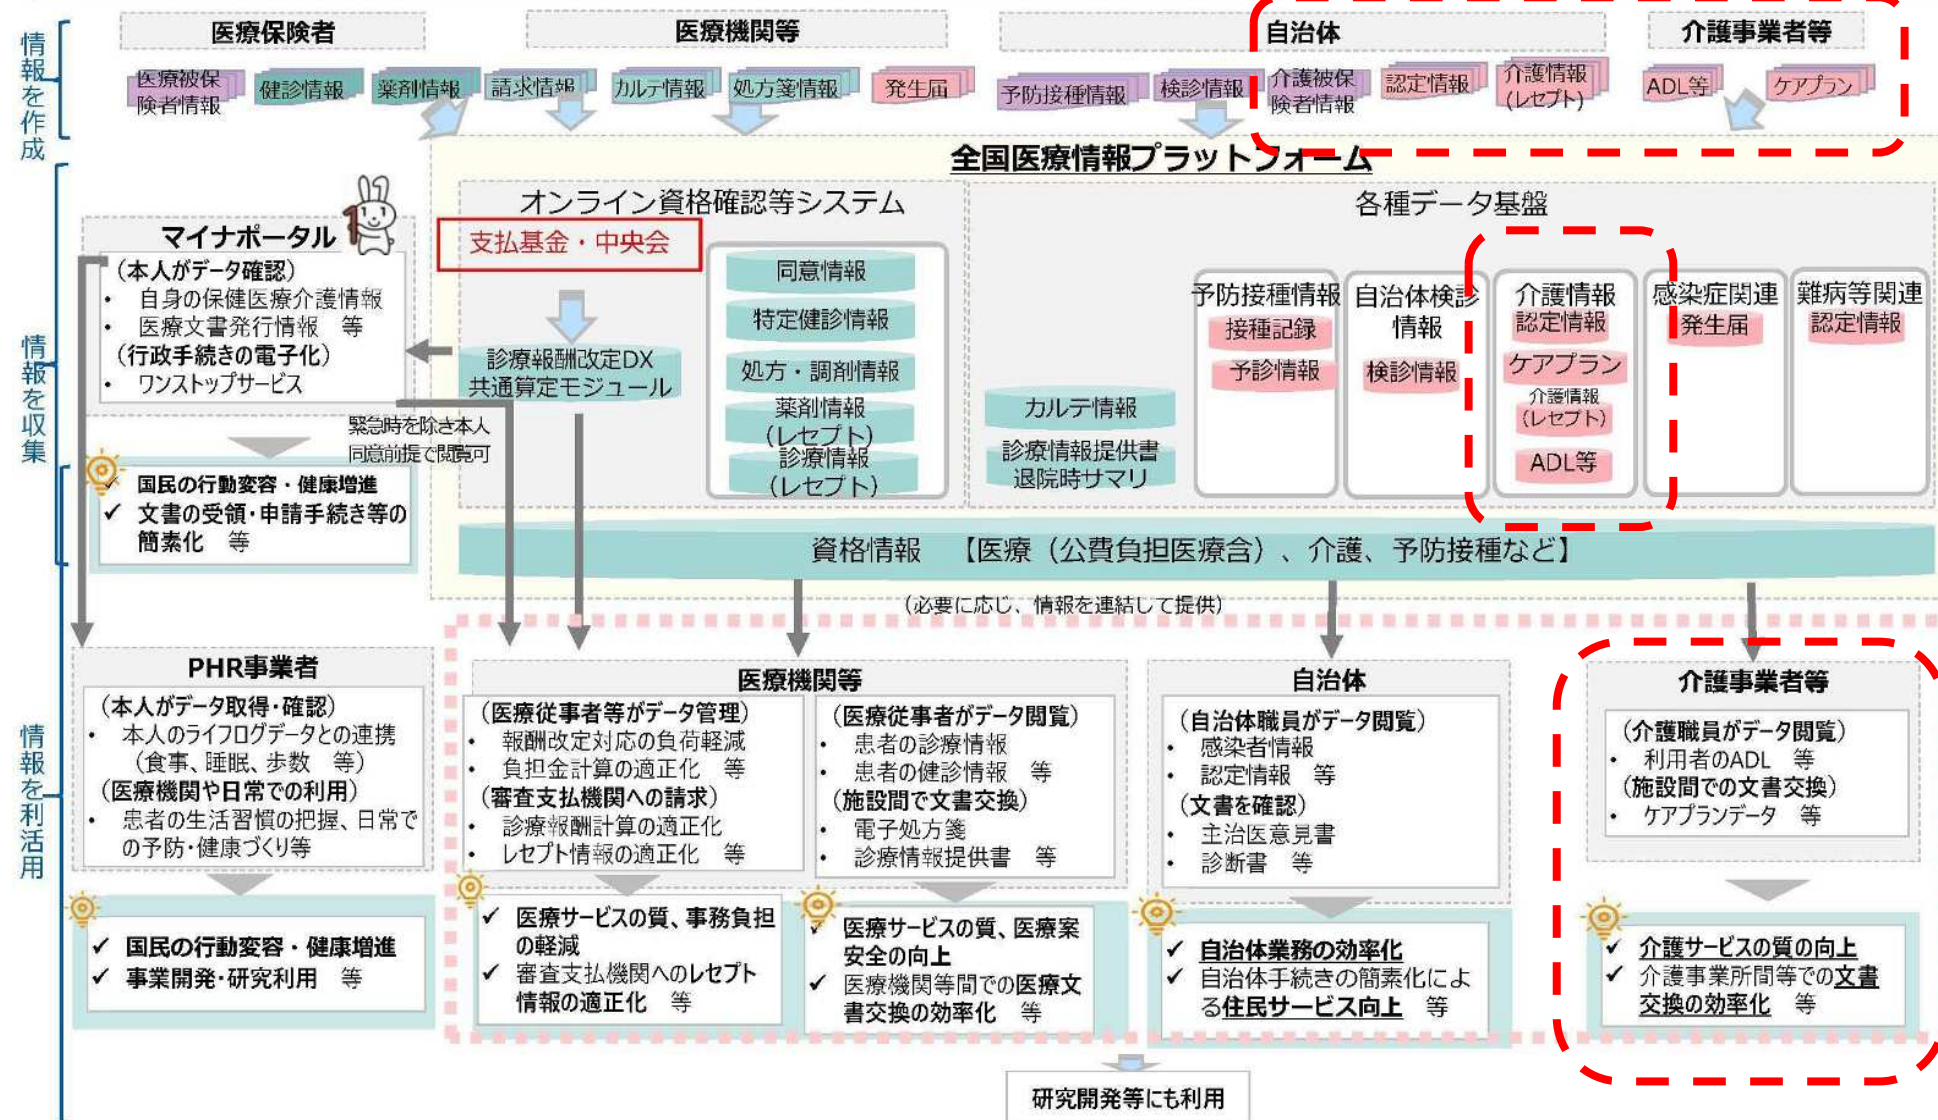 情報を作成
医療保険者
医療機関等
自治体
介護事業者等
医療被保
険者情報
健診情報
薬剤情報
請求情報
カルテ情報
処方箋情報
発生届
予防接種情報
検診情報
介護被保
険者情報
認定情報
介護情報
(レセプト)
ADL等
ケアプラン
情報を収集
全国医療情報プラットフォーム
オンライン資格確認等システム
各種データ基盤
マイナポータル
(本人がデータ確認)
・ 自身の保健医療介護情報
・ 医療文書発行情報 等
(行政手続きの電子化)
・ ワンストップサービス
支払基金・中央会
診療報酬改定DX
共通算定モジュール
同意情報
特定健診情報
処方・調剤情報
薬剤情報
(レセプト)
診療情報
(レセプト)
カルテ情報
診療情報提供書
退院時サマリ
予防接種情報
接種記録
予診情報
自治体検診
情報
検診情報
介護情報
認定情報
ケアプラン
介護情報
(レセプト)
ADL等
感染症関連
発生届
難病等関連
認定情報
緊急時を除き本人
同意前提で閲覧可
国民の行動変容・健康増進
✓ 文書の受領・申請手続き等の
簡素化 等
資格情報 【医療（公費負担医療含）、介護、予防接種など】
(必要に応じ、情報を連結して提供)
情報を利活用
PHR事業者
(本人がデータ取得・確認)
・ 本人のライフログデータとの連携
(食事、睡眠、歩数 等)
(医療機関や日常での利用)
・ 患者の生活習慣の把握、日常で
の予防・健康づくり等
✓ 国民の行動変容・健康増進
✓ 事業開発・研究利用 等
医療機関等
(医療従事者等がデータ管理)
・ 報酬改定対応の負荷軽減
・ 負担金計算の適正化 等
(審査支払機関への請求)
・ 診療報酬計算の適正化
・ レセプト情報の適正化 等
✓ 医療サービスの質、事務負担
の軽減
✓ 審査支払機関へのレセプト
情報の適正化 等
(医療従事者がデータ閲覧)
・ 患者の診療情報
・ 患者の健診情報 等
(施設間で文書交換)
・ 電子処方箋
・ 診療情報提供書 等
✓ 医療サービスの質、医療案
安全の向上
✓ 医療機関等間での医療文
書交換の効率化 等
自治体
(自治体職員がデータ閲覧)
・ 感染者情報
・ 認定情報 等
(文書を確認)
・ 主治医意見書
・ 診断書 等
✓ 自治体業務の効率化
✓ 自治体手続きの簡素化によ
る住民サービス向上 等
介護事業者等
(介護職員がデータ閲覧)
・ 利用者のADL 等
(施設間での文書交換)
・ ケアプランデータ 等
✓ 介護サービスの質の向上
✓ 介護事業所間等での文書
交換の効率化 等
研究開発等にも利用